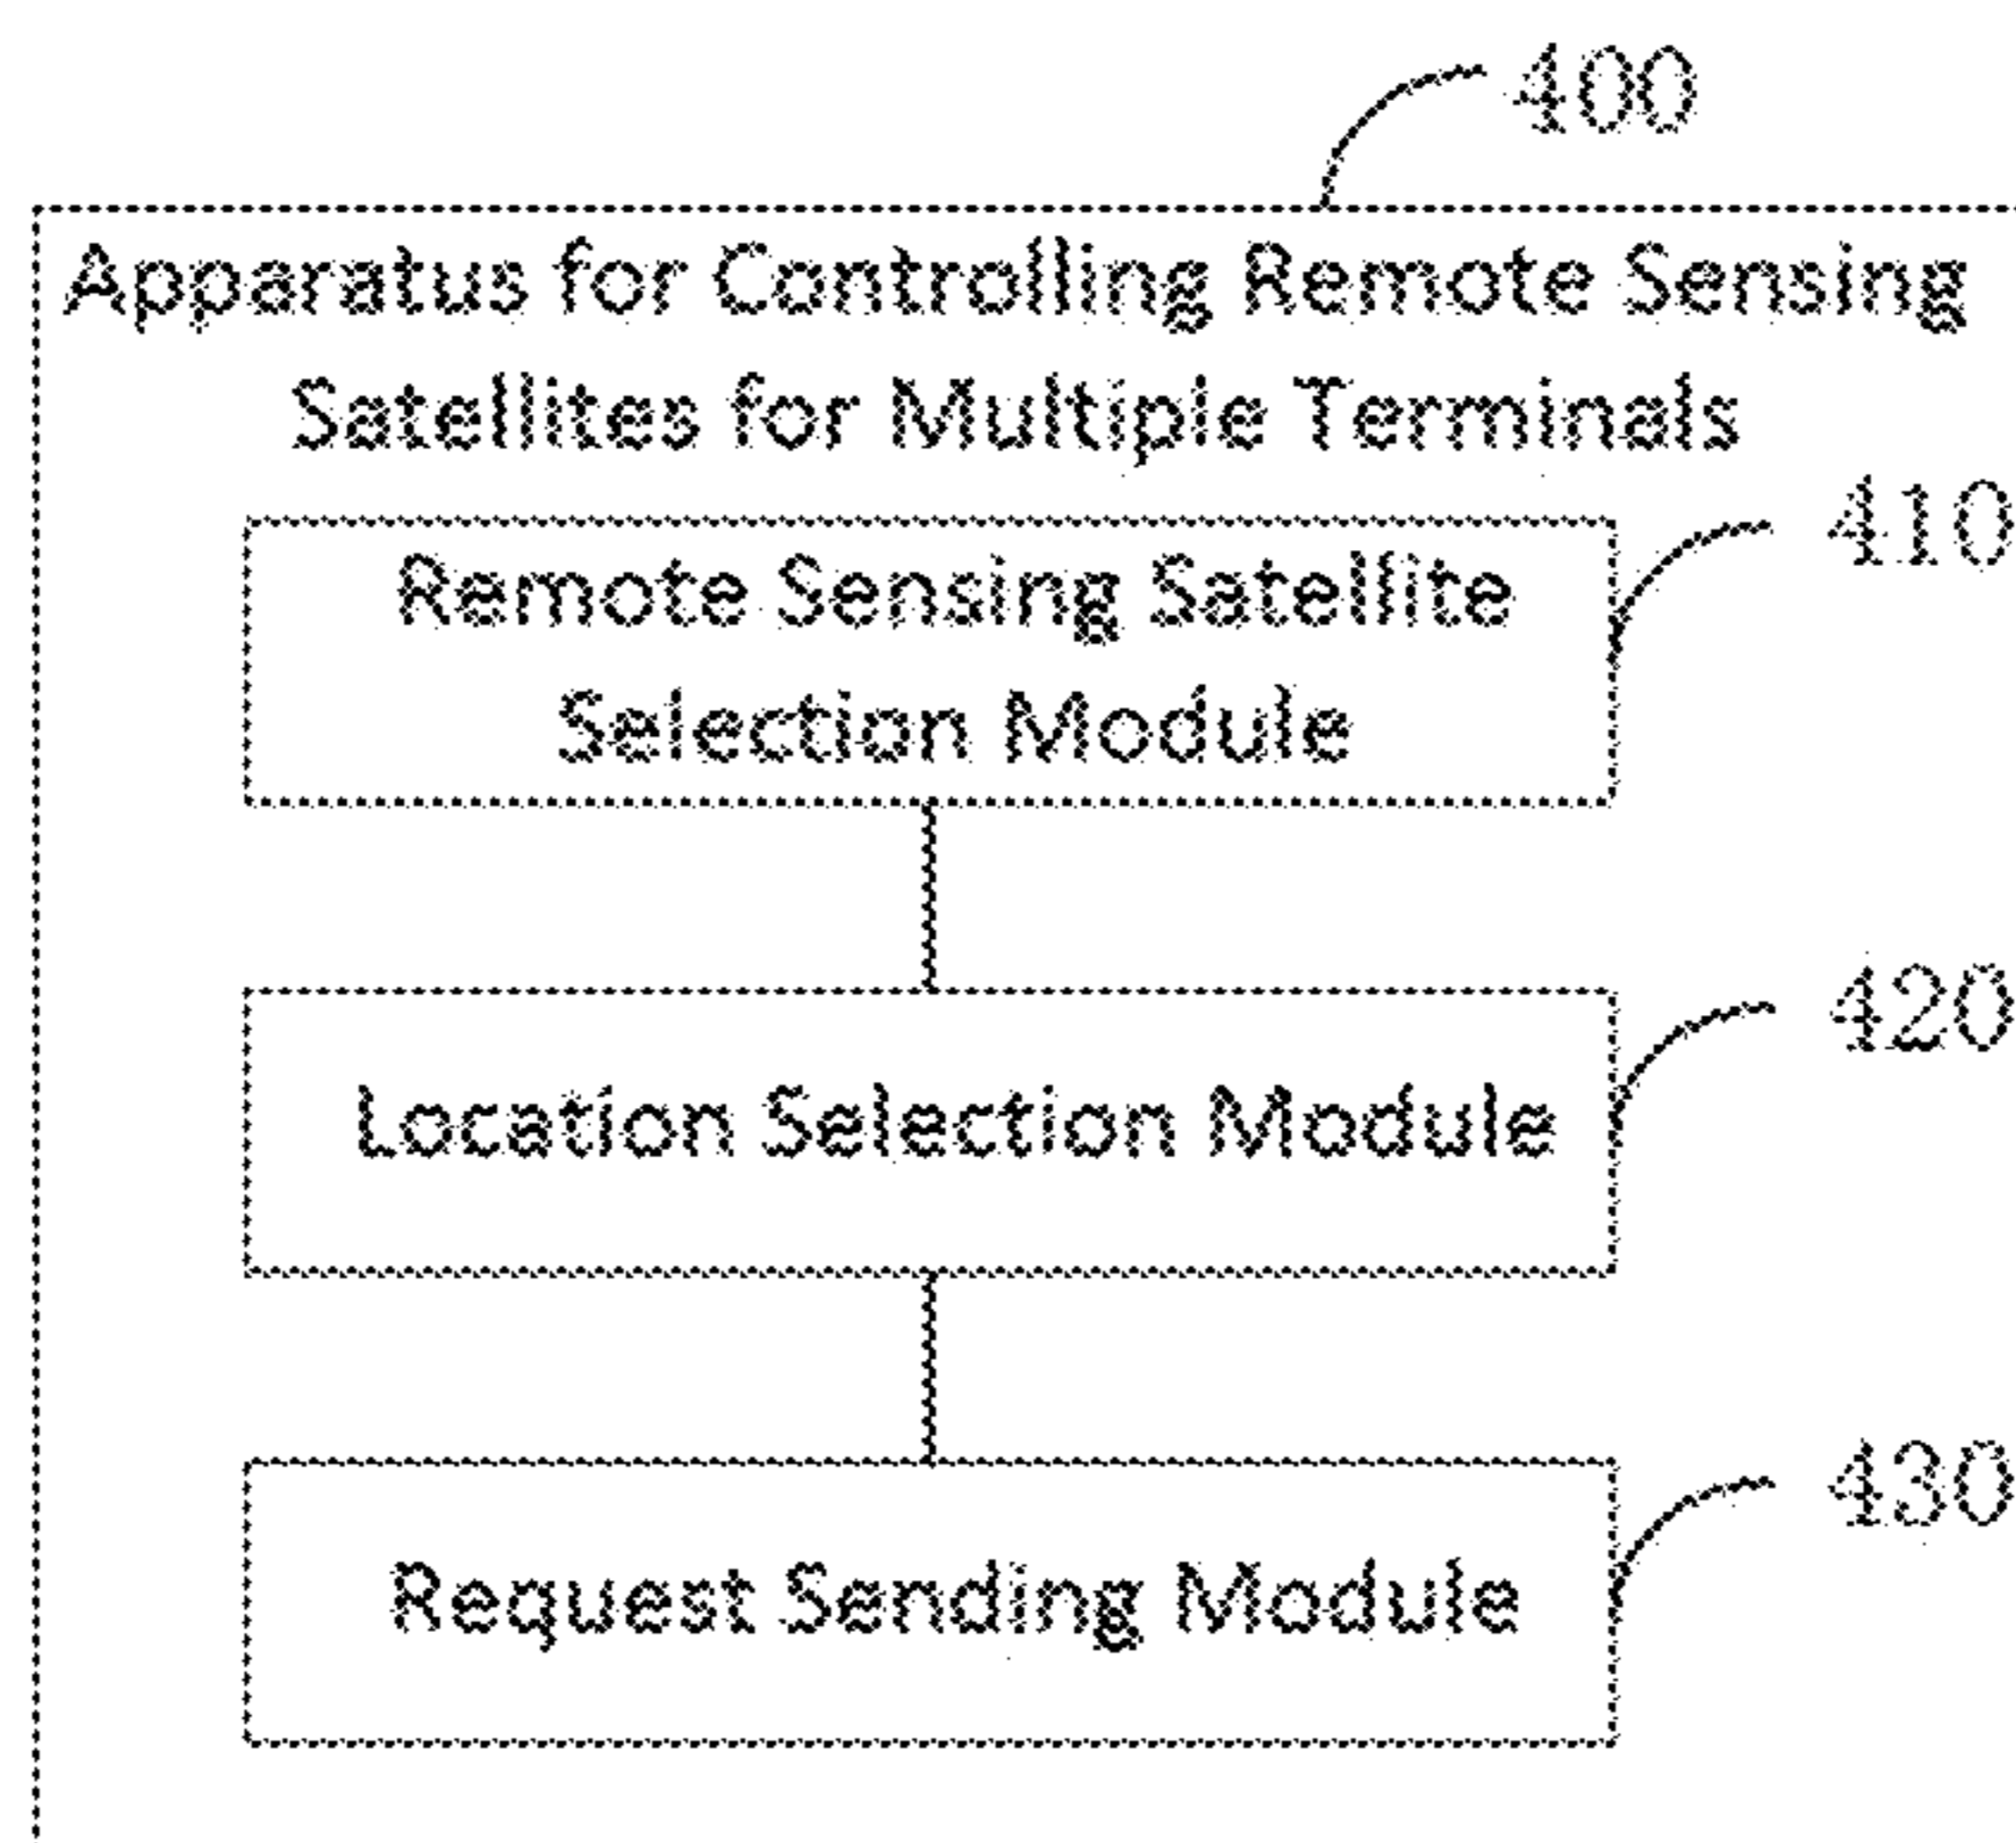 400
Apparatus for Controlling Remote Sensing
Satellites for Multiple Terminals
410
Remote Sensing Satellite
Selection Module
420
Location Selection Module
430
Request Sending Module